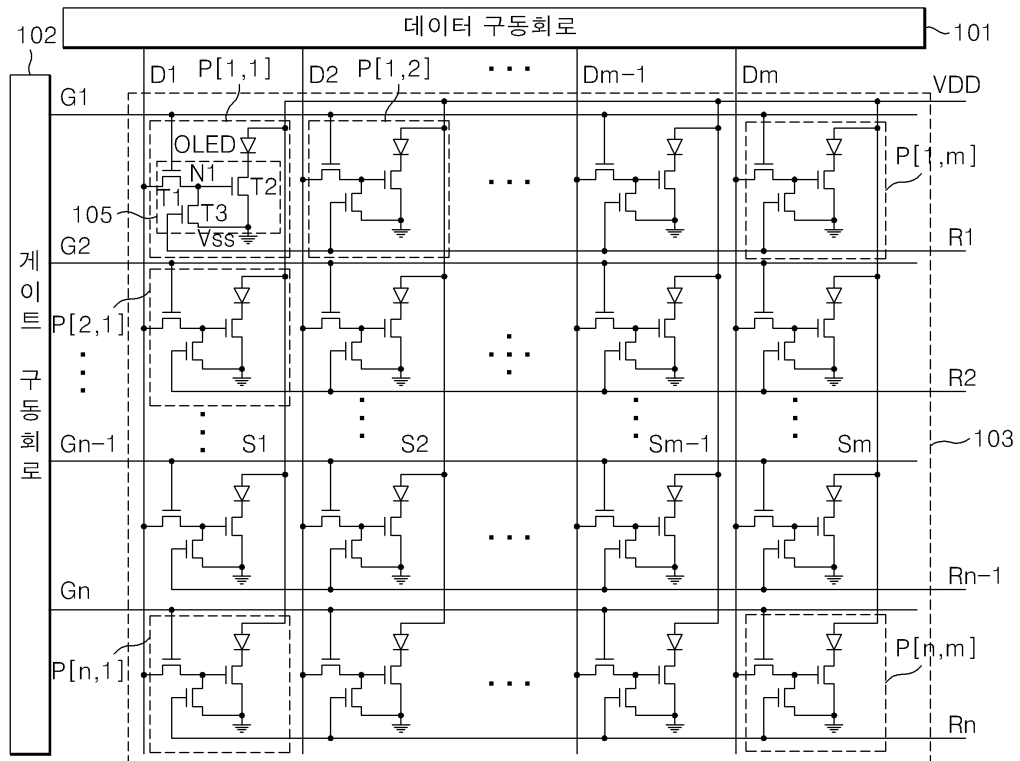 데이터 구동회로
101
102
D1
P[1,1]
D2
P[1,2]
Dm-1
Dm
VDD
G1
OLED
N1
T1
T2
T3
105
Vss
P[1,m]
R1
G2
게이트 구동회로
P[2,1]
R2
Gn-1
S1
S2
Sm-1
Sm
103
Gn
Rn-1
P[n,1]
P[n,m]
Rn